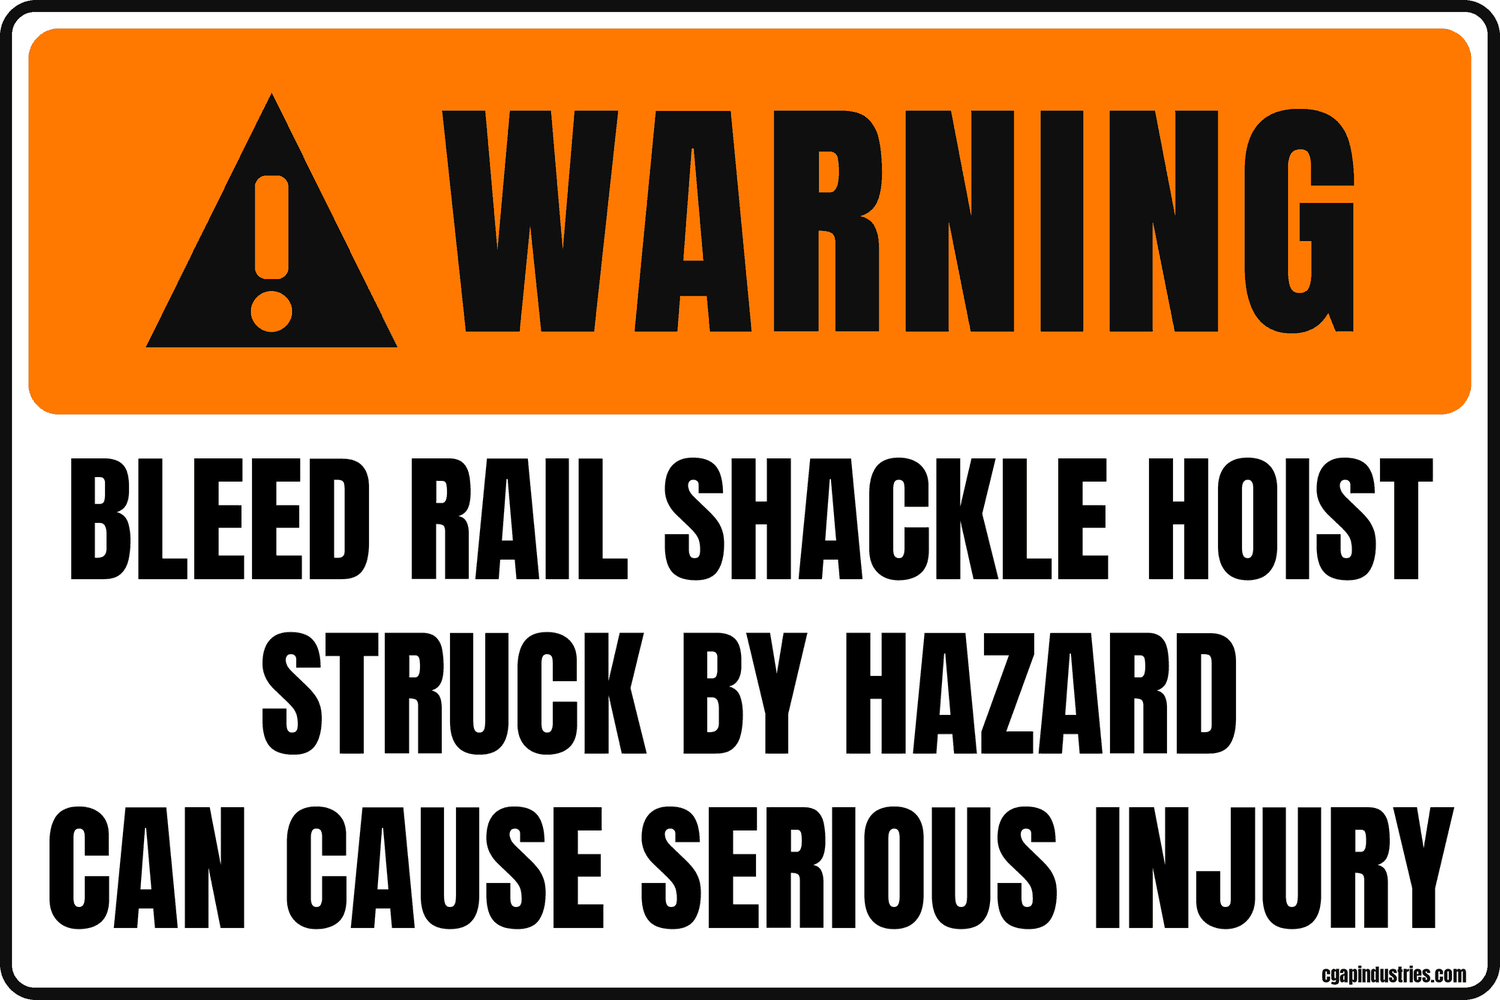 WARNING
BLEED RAIL SHACKLE HOIST
STRUCK BY HAZARD
CAN CAUSE SERIOUS INJURY
cgapindustries.com